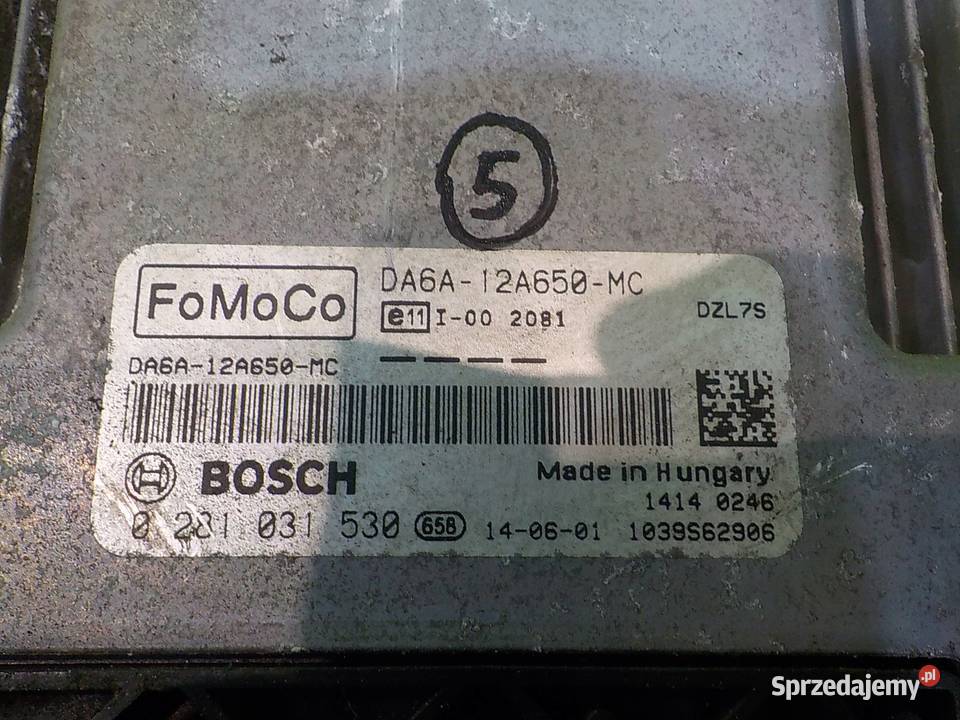 5
FoMoCo DA6A-12A650-MC
e11 I-00 2081 DZL7S
DA6A-12A650-MC ----
BOSCH Made in Hungary
1414 0246
0 281 031 530 658 14-06-01 1039S62906
Sprzedajemy.pl